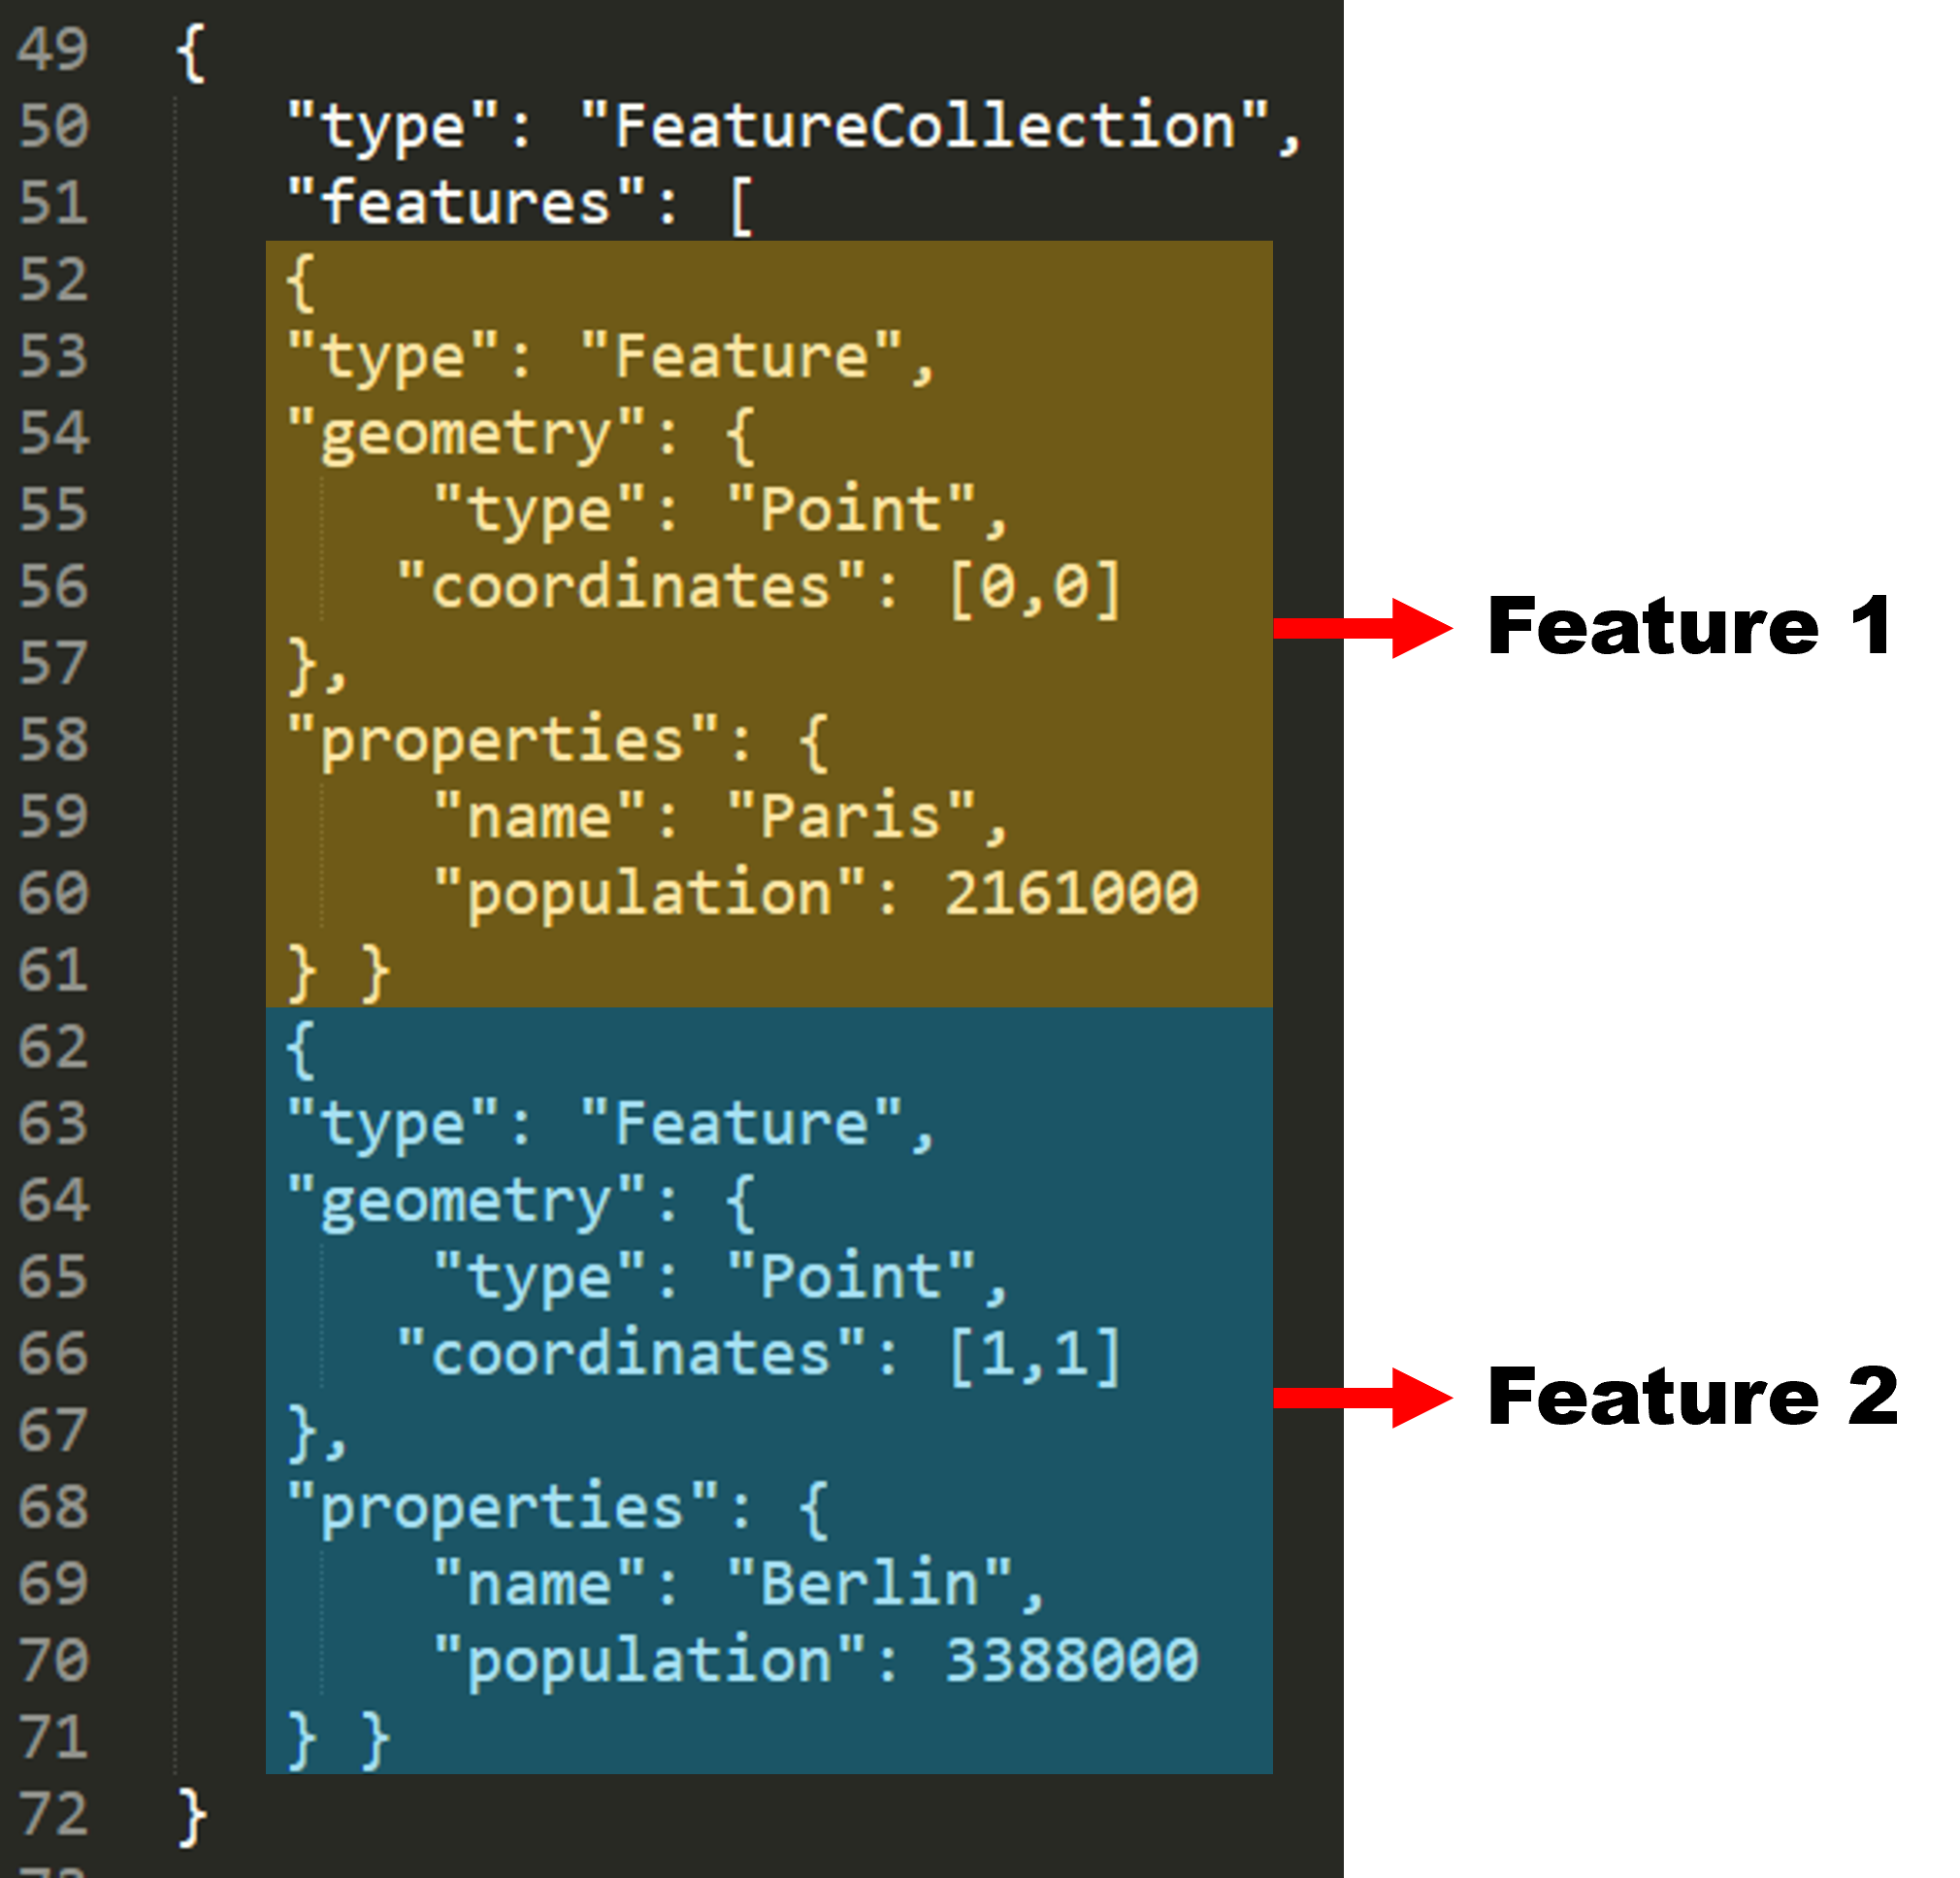 49 {
50 "type": "FeatureCollection",
51 "features": [
52 {
53 "type": "Feature",
54 "geometry": {
55 "type": "Point",
56 "coordinates": [0,0]
57 },
58 "properties": {
59 "name": "Paris",
60 "population": 2161000
61 } }
62 {
63 "type": "Feature",
64 "geometry": {
65 "type": "Point",
66 "coordinates": [1,1]
67 },
68 "properties": {
69 "name": "Berlin",
70 "population": 3388000
71 } }
72 }
Feature 1
Feature 2